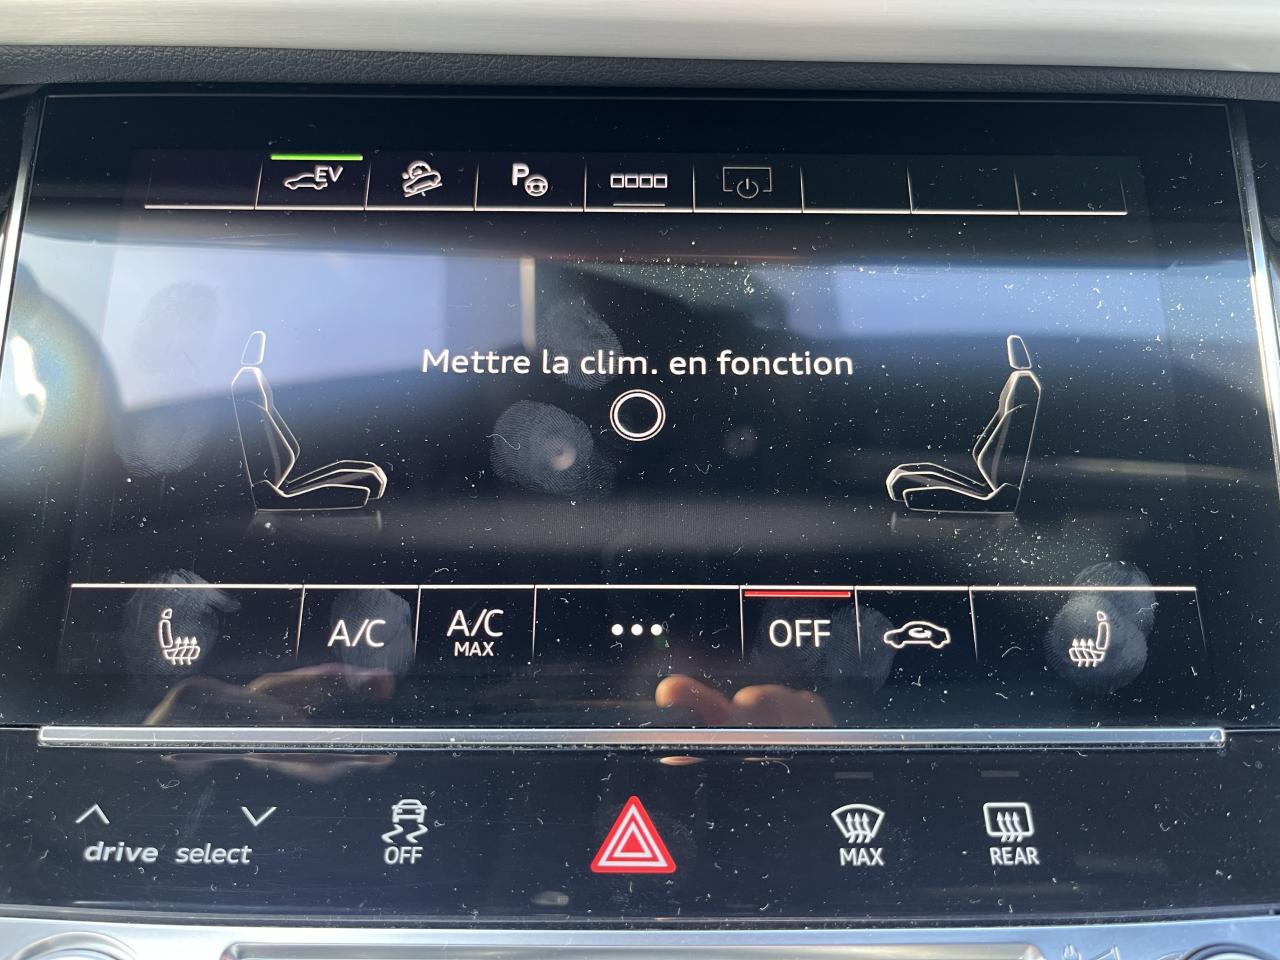 EV
P
Mettre la clim. en fonction
A/C
A/C
MAX
OFF
drive select
OFF
MAX
REAR